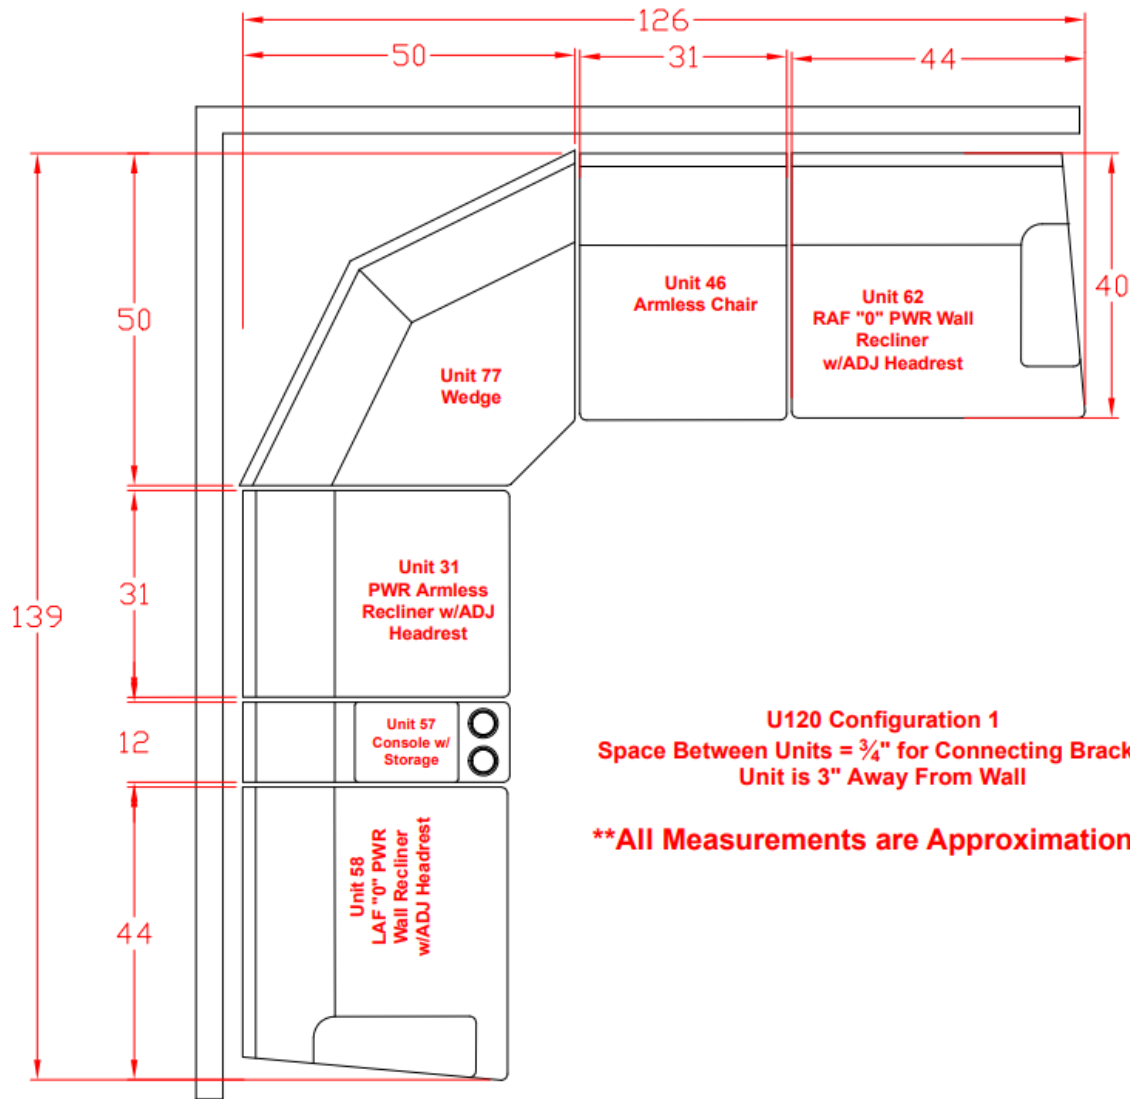 126
50
31
44
139
50
40
Unit 46
Armless Chair
Unit 62
RAF "0" PWR Wall
Recliner
w/ADJ Headrest
Unit 77
Wedge
31
Unit 31
PWR Armless
Recliner w/ADJ
Headrest
12
Unit 57
Console w/
Storage
44
Unit 58
LAF "0" PWR
Wall Recliner
w/ADJ Headrest
U120 Configuration 1
Space Between Units = ¾" for Connecting Brack
Unit is 3" Away From Wall
**All Measurements are Approximation